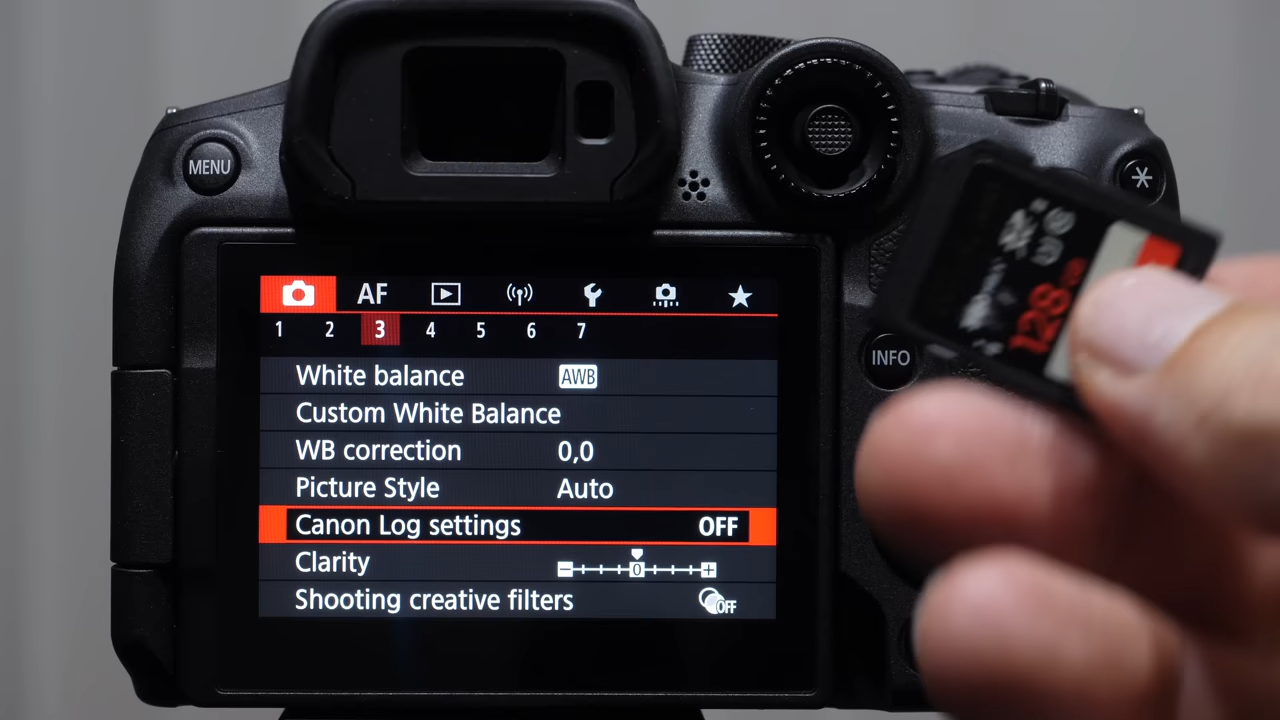 MENU
AF
1 2 3 4 5 6 7
White balance AWB
Custom White Balance
WB correction 0,0
Picture Style Auto
Canon Log settings OFF
Clarity 0
Shooting creative filters OFF
INFO
128